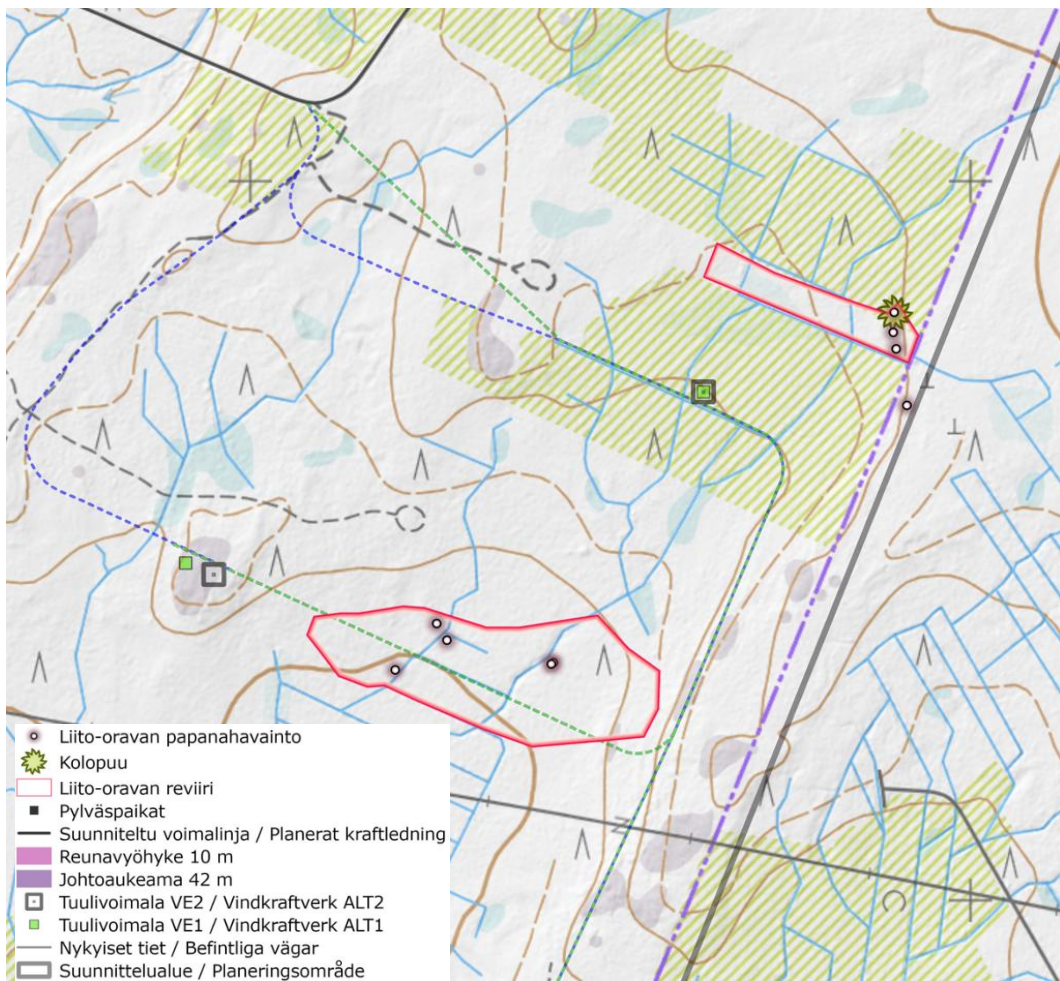 Liito-oravan papanahavainto
Kolopuu
Liito-oravan reviiri
Pylväspaikat
Suunniteltu voimalinja / Planerat kraftledning
Reunavyöhyke 10 m
Johtoaukeama 42 m
Tuulivoimala VE2 / Vindkraftverk ALT2
Tuulivoimala VE1 / Vindkraftverk ALT1
Nykyiset tiet / Befintliga vägar
Suunnittelualue / Planeringsområde